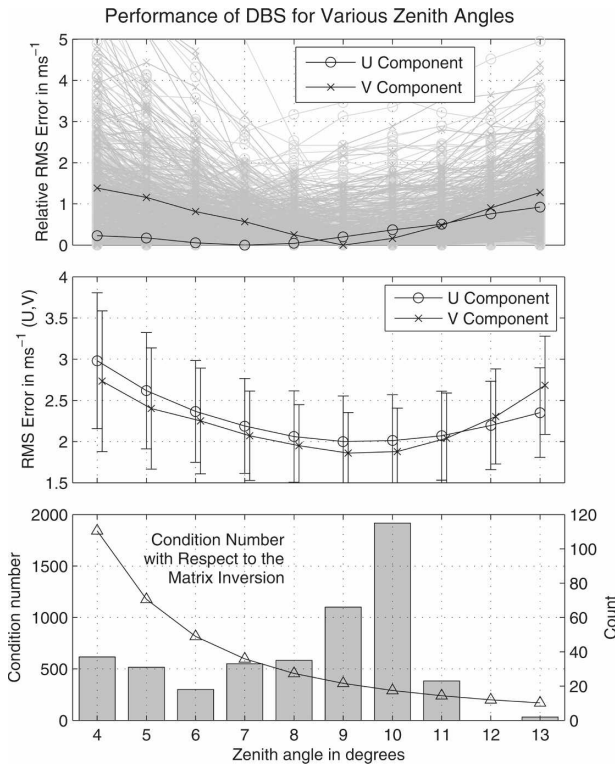 Performance of DBS for Various Zenith Angles
Relative RMS Error in ms⁻¹
5
4
3
2
1
0
U Component
V Component
RMS Error in ms⁻¹ (U,V)
4
3.5
3
2.5
2
1.5
U Component
V Component
Condition number
2000
1500
1000
500
0
Condition Number
with Respect to the
Matrix Inversion
120
100
80
60
40
20
0
Count
4 5 6 7 8 9 10 11 12 13
Zenith angle in degrees